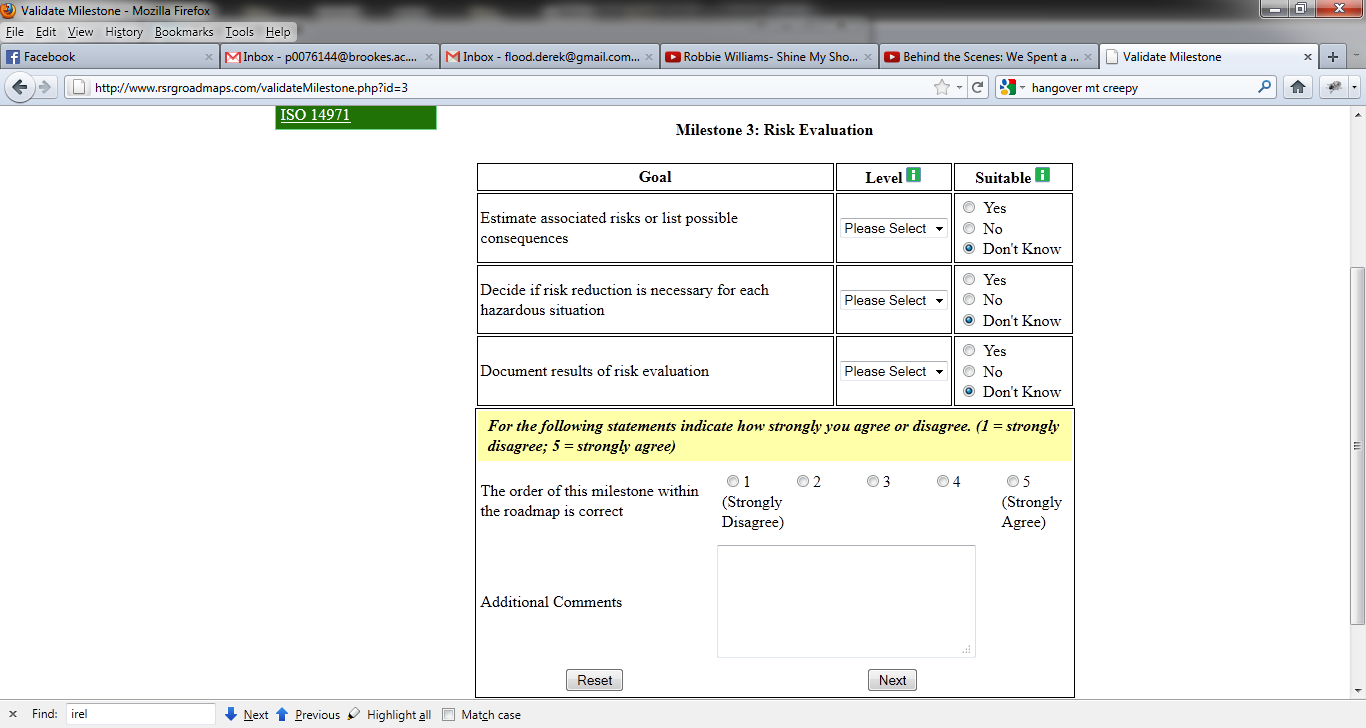 Validate Milestone - Mozilla Firefox
File Edit View History Bookmarks Tools Help
Facebook
Inbox - p0076144@brookes.ac....
Inbox - flood.derek@gmail.com...
Robbie Williams- Shine My Sho...
Behind the Scenes: We Spent a ...
Validate Milestone
http://www.rsrgroadmaps.com/validateMilestone.php?id=3
hangover mt creepy
ISO 14971
Milestone 3: Risk Evaluation
Goal Level i Suitable i
Estimate associated risks or list possible
consequences
Please Select
Yes
No
Don't Know
Decide if risk reduction is necessary for each
hazardous situation
Please Select
Yes
No
Don't Know
Document results of risk evaluation
Please Select
Yes
No
Don't Know
For the following statements indicate how strongly you agree or disagree. (1 = strongly
disagree; 5 = strongly agree)
The order of this milestone within
the roadmap is correct
1 2 3 4 5
(Strongly (Strongly
Disagree) Agree)
Additional Comments
Reset Next
Find: irel Next Previous Highlight all Match case